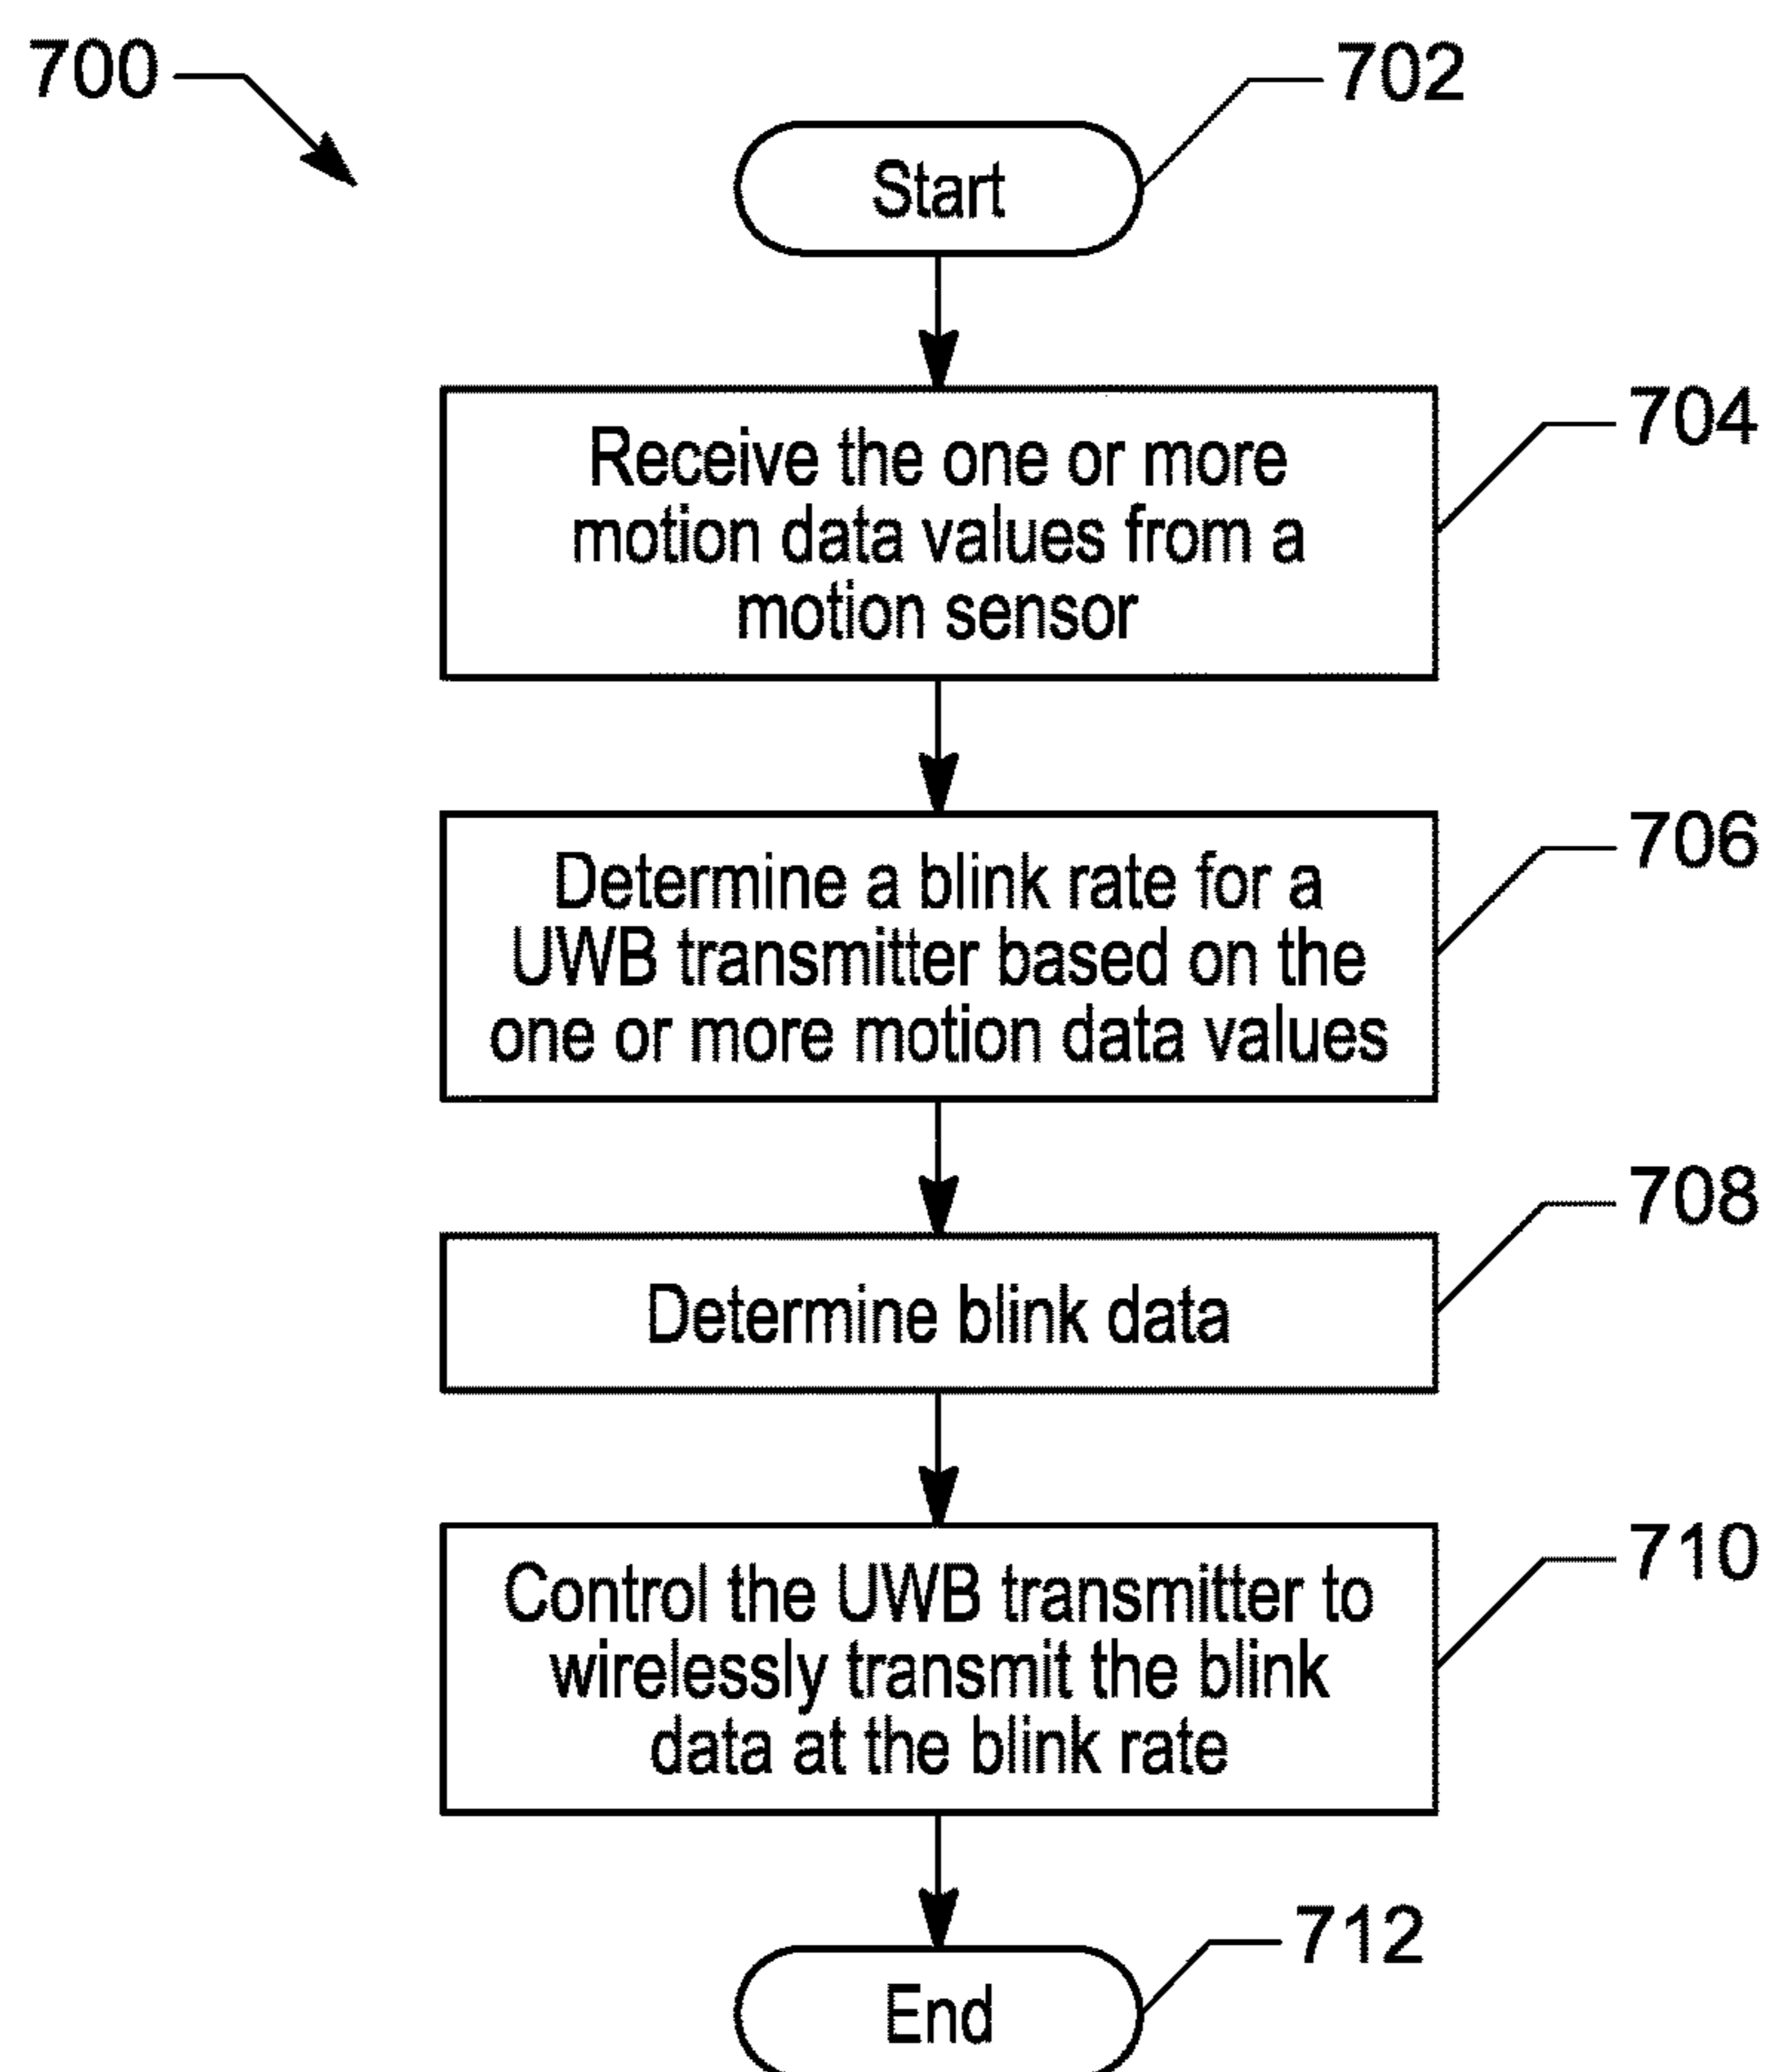 700
702
Start
704
Receive the one or more
motion data values from a
motion sensor
706
Determine a blink rate for a
UWB transmitter based on the
one or more motion data values
708
Determine blink data
710
Control the UWB transmitter to
wirelessly transmit the blink
data at the blink rate
712
End